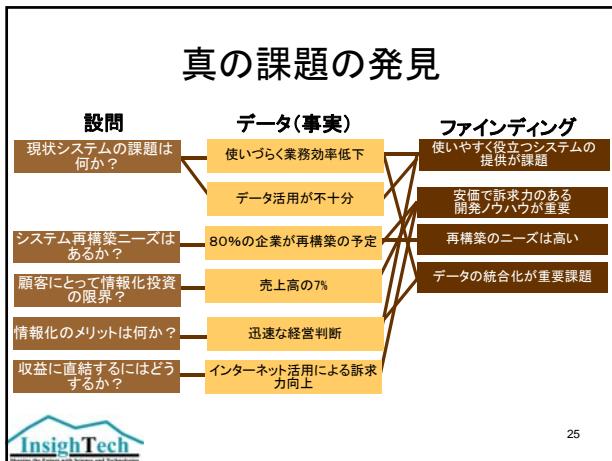 真の課題の発見
設問
データ(事実)
ファインディング
現状システムの課題は
何か？
使いづらく業務効率低下
使いやすく役立つシステムの
提供が課題
データ活用が不十分
安価で訴求力のある
開発ノウハウが重要
システム再構築ニーズは
あるか？
80%の企業が再構築の予定
再構築のニーズは高い
顧客にとって情報化投資
の限界？
売上高の7%
データの統合化が重要課題
情報化のメリットは何か？
迅速な経営判断
収益に直結するにはどう
するか？
インターネット活用による訴求
力向上
InsighTech
25